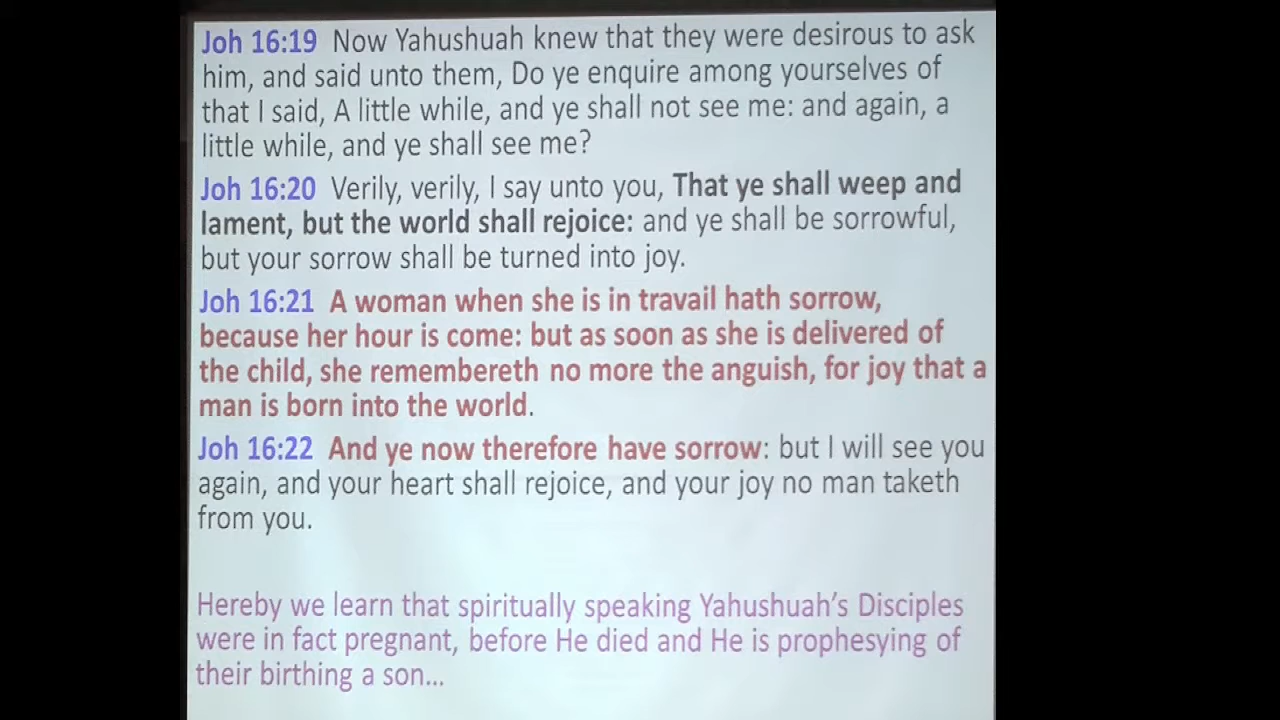 Joh 16:19 Now Yahushuah knew that they were desirous to ask
him, and said unto them, Do ye enquire among yourselves of
that I said, A little while, and ye shall not see me: and again, a
little while, and ye shall see me?
Joh 16:20 Verily, verily, I say unto you, That ye shall weep and
lament, but the world shall rejoice: and ye shall be sorrowful,
but your sorrow shall be turned into joy.
Joh 16:21 A woman when she is in travail hath sorrow,
because her hour is come: but as soon as she is delivered of
the child, she remembereth no more the anguish, for joy that a
man is born into the world.
Joh 16:22 And ye now therefore have sorrow: but I will see you
again, and your heart shall rejoice, and your joy no man taketh
from you.
Hereby we learn that spiritually speaking Yahushuah's Disciples
were in fact pregnant, before He died and He is prophesying of
their birthing a son...